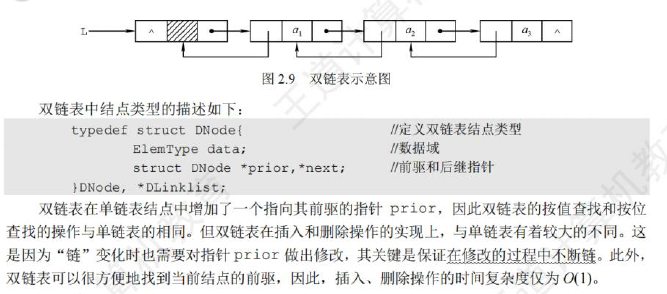 L ^ a₁ a₂ a₃ ^
图 2.9 双链表示意图
双链表中结点类型的描述如下：
typedef struct DNode{ //定义双链表结点类型
ElemType data; //数据域
struct DNode *prior,*next; //前驱和后继指针
}DNode, *DLinklist;
双链表在单链表结点中增加了一个指向其前驱的指针 prior，因此双链表的按值查找和按位
查找的操作与单链表的相同。但双链表在插入和删除操作的实现上，与单链表有着较大的不同。这
是因为“链”变化时也需要对指针 prior 做出修改，其关键是保证在修改的过程中不断链。此外，
双链表可以很方便地找到当前结点的前驱，因此，插入、删除操作的时间复杂度仅为 O(1)。